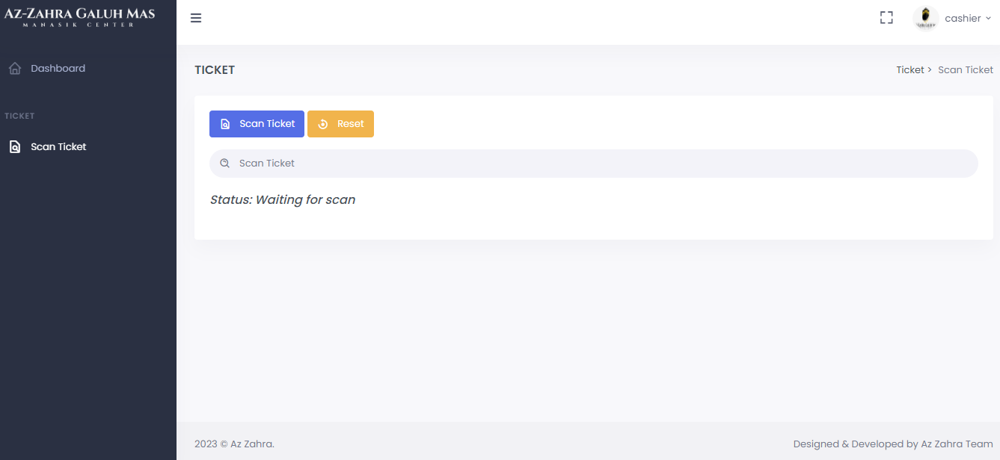 AZ-ZAHRA GALUH MAS
MANASIK CENTER
cashier
Dashboard
TICKET
Scan Ticket
TICKET
Ticket > Scan Ticket
Scan Ticket
Reset
Scan Ticket
Status: Waiting for scan
2023 © Az Zahra.
Designed & Developed by Az Zahra Team